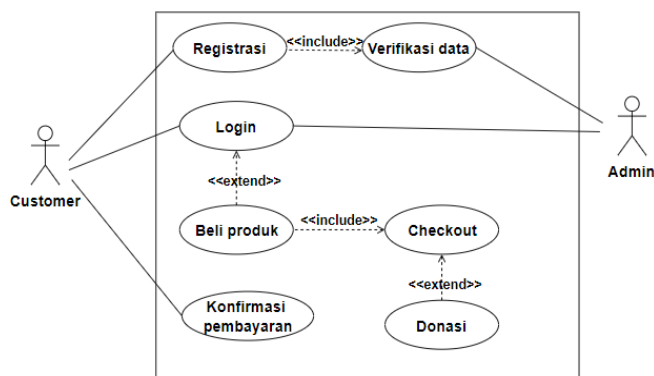 Registrasi
<<include>>
Verifikasi data
Login
Customer
Admin
<<extend>>
Beli produk
<<include>>
Checkout
<<extend>>
Konfirmasi
pembayaran
Donasi